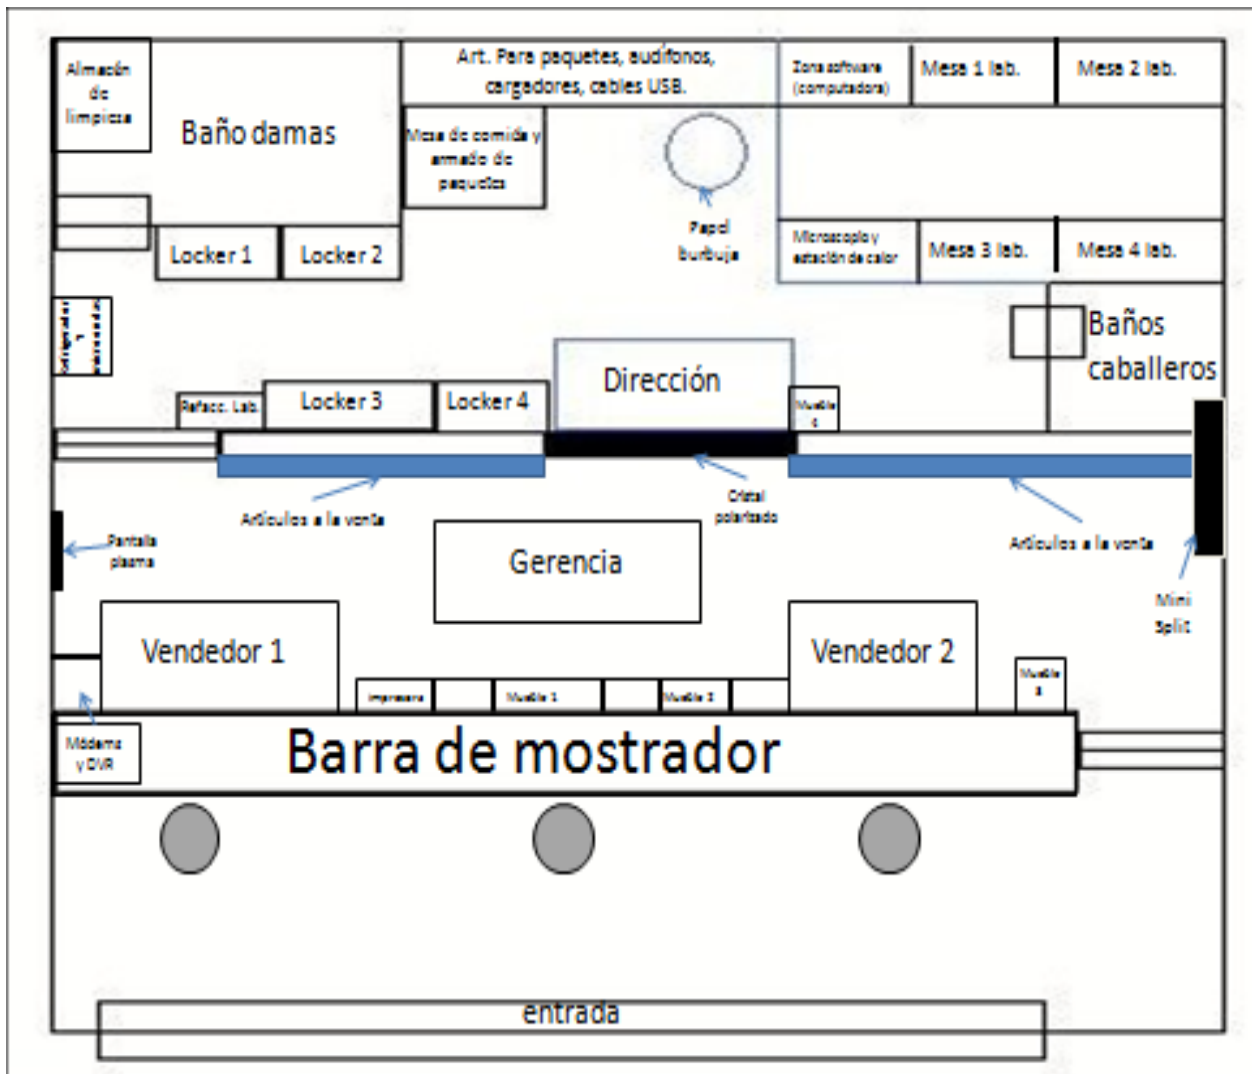 Almacén
de
limpieza
Baño damas
Art. Para paquetes, audífonos,
cargadores, cables USB.
Zona software
(computadora)
Mesa 1 lab.
Mesa 2 lab.
Mesa de comida y
armado de
paquetes
Papel
burbuja
Locker 1
Locker 2
Microscopio y
estación de calor
Mesa 3 lab.
Mesa 4 lab.
Baños
caballeros
Dirección
Refacc. Lab.
Locker 3
Locker 4
Mueble
Artículos a la venta
Cristal
polarizado
Artículos a la venta
Pantalla
plasma
Gerencia
Mini
Split
Vendedor 1
Vendedor 2
Impresora
Mueble 1
Mueble 2
Mueble
3
Módems
y DVR
Barra de mostrador
entrada